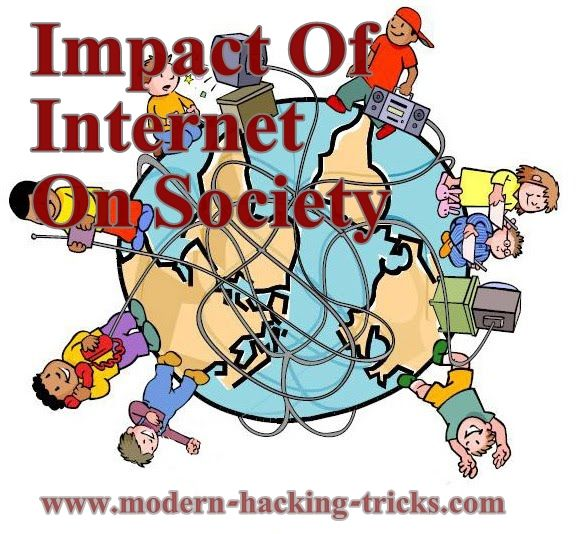 Impact Of
Internet
On Society
www.modern-hacking-tricks.com